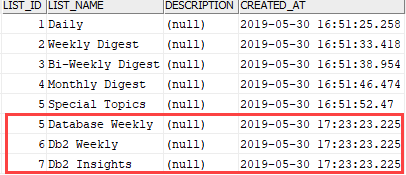 LIST_ID LIST_NAME DESCRIPTION CREATED_AT
1 Daily (null) 2019-05-30 16:51:25.258
2 Weekly Digest (null) 2019-05-30 16:51:33.418
3 Bi-Weekly Digest (null) 2019-05-30 16:51:38.954
4 Monthly Digest (null) 2019-05-30 16:51:46.474
5 Special Topics (null) 2019-05-30 16:51:52.47
5 Database Weekly (null) 2019-05-30 17:23:23.225
6 Db2 Weekly (null) 2019-05-30 17:23:23.225
7 Db2 Insights (null) 2019-05-30 17:23:23.225